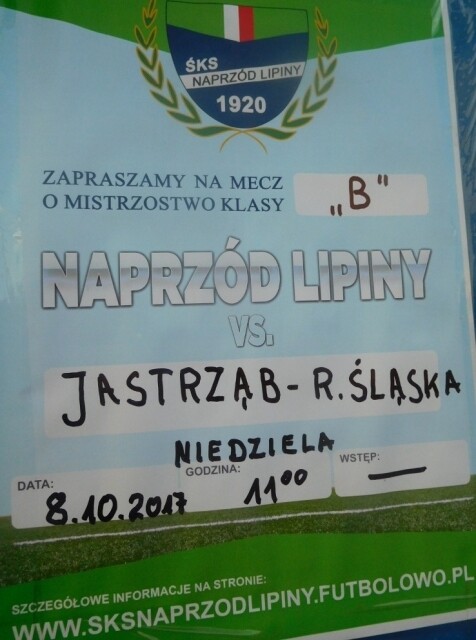 ŚKS
NAPRZÓD LIPINY
1920
ZAPRASZAMY NA MECZ
O MISTRZOSTWO KLASY „B"
NAPRZÓD LIPINY
VS.
JASTRZĄB - R. ŚLĄSKA
NIEDZIELA
DATA: GODZINA: WSTĘP:
8.10.2017 11⁰⁰ —
SZCZEGÓŁOWE INFORMACJE NA STRONIE:
WWW.SKSNAPRZODLIPINY.FUTBOLOWO.PL